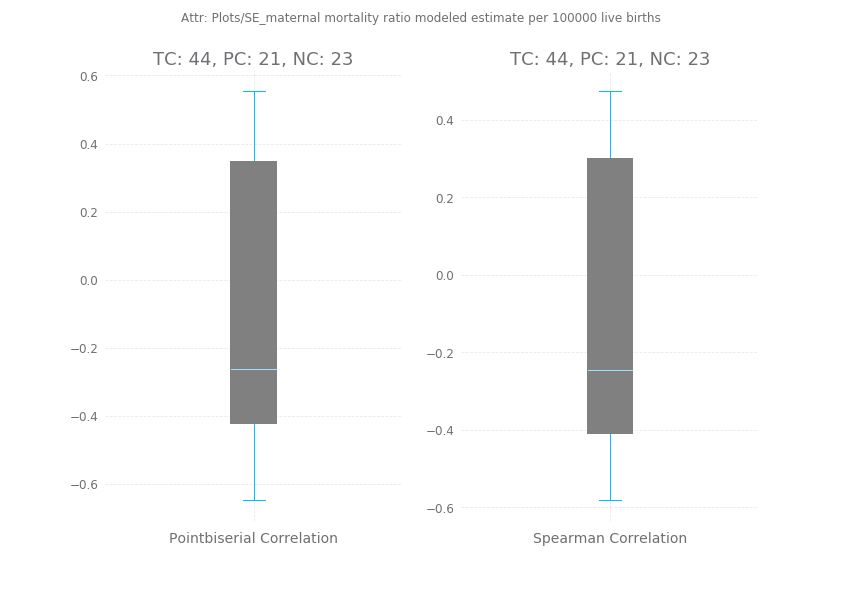 Attr: Plots/SE_maternal mortality ratio modeled estimate per 100000 live births
TC: 44, PC: 21, NC: 23
0.6
0.4
0.2
0.0
−0.2
−0.4
−0.6
Pointbiserial Correlation
TC: 44, PC: 21, NC: 23
0.4
0.2
0.0
−0.2
−0.4
−0.6
Spearman Correlation